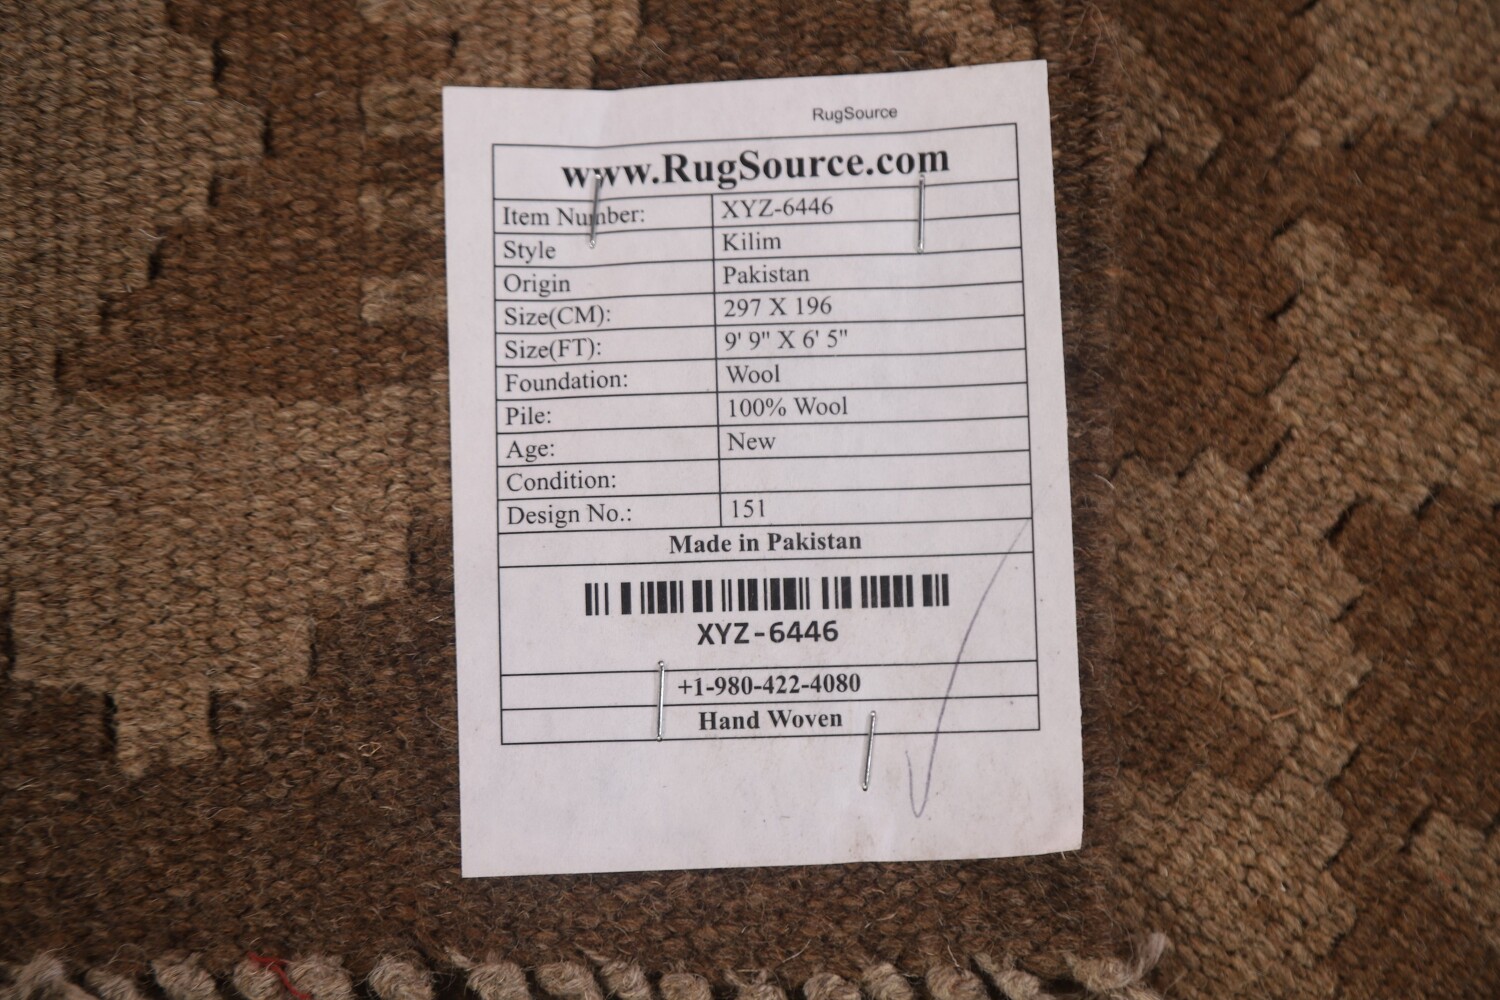 RugSource
www.RugSource.com
Item Number: XYZ-6446
Style Kilim
Origin Pakistan
Size(CM): 297 X 196
Size(FT): 9' 9" X 6' 5"
Foundation: Wool
Pile: 100% Wool
Age: New
Condition:
Design No.: 151
Made in Pakistan
XYZ-6446
+1-980-422-4080
Hand Woven